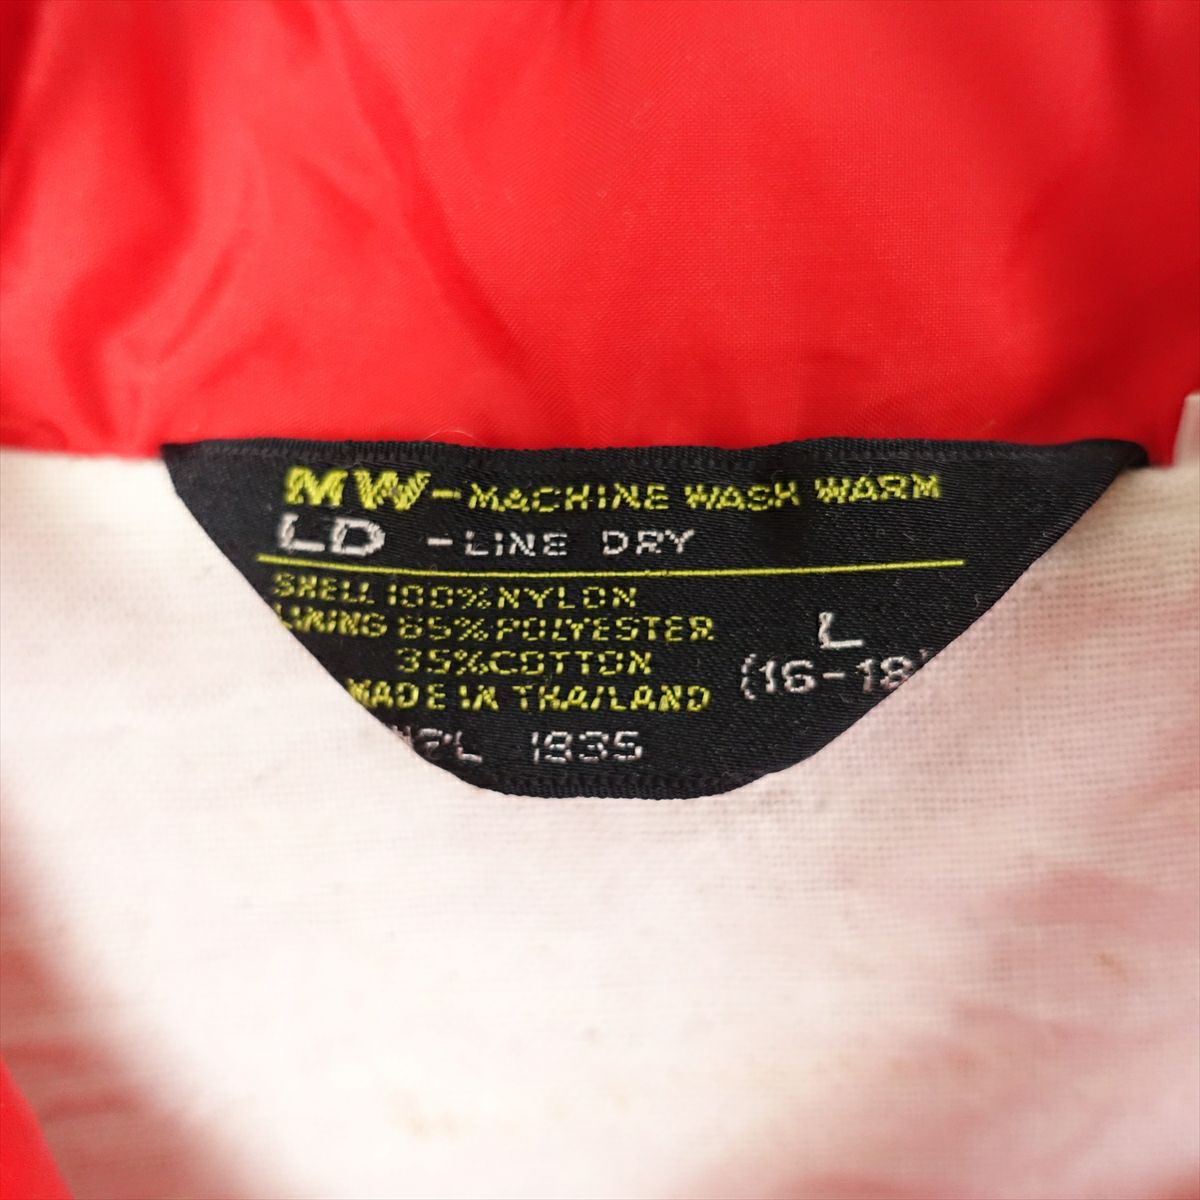 MW-MACHINE WASH WARM
LD -LINE DRY
SHELL 100% NYLON
LINING 65% POLYESTER
35% COTTON
MADE IN THAILAND
L
(16-18)
1935